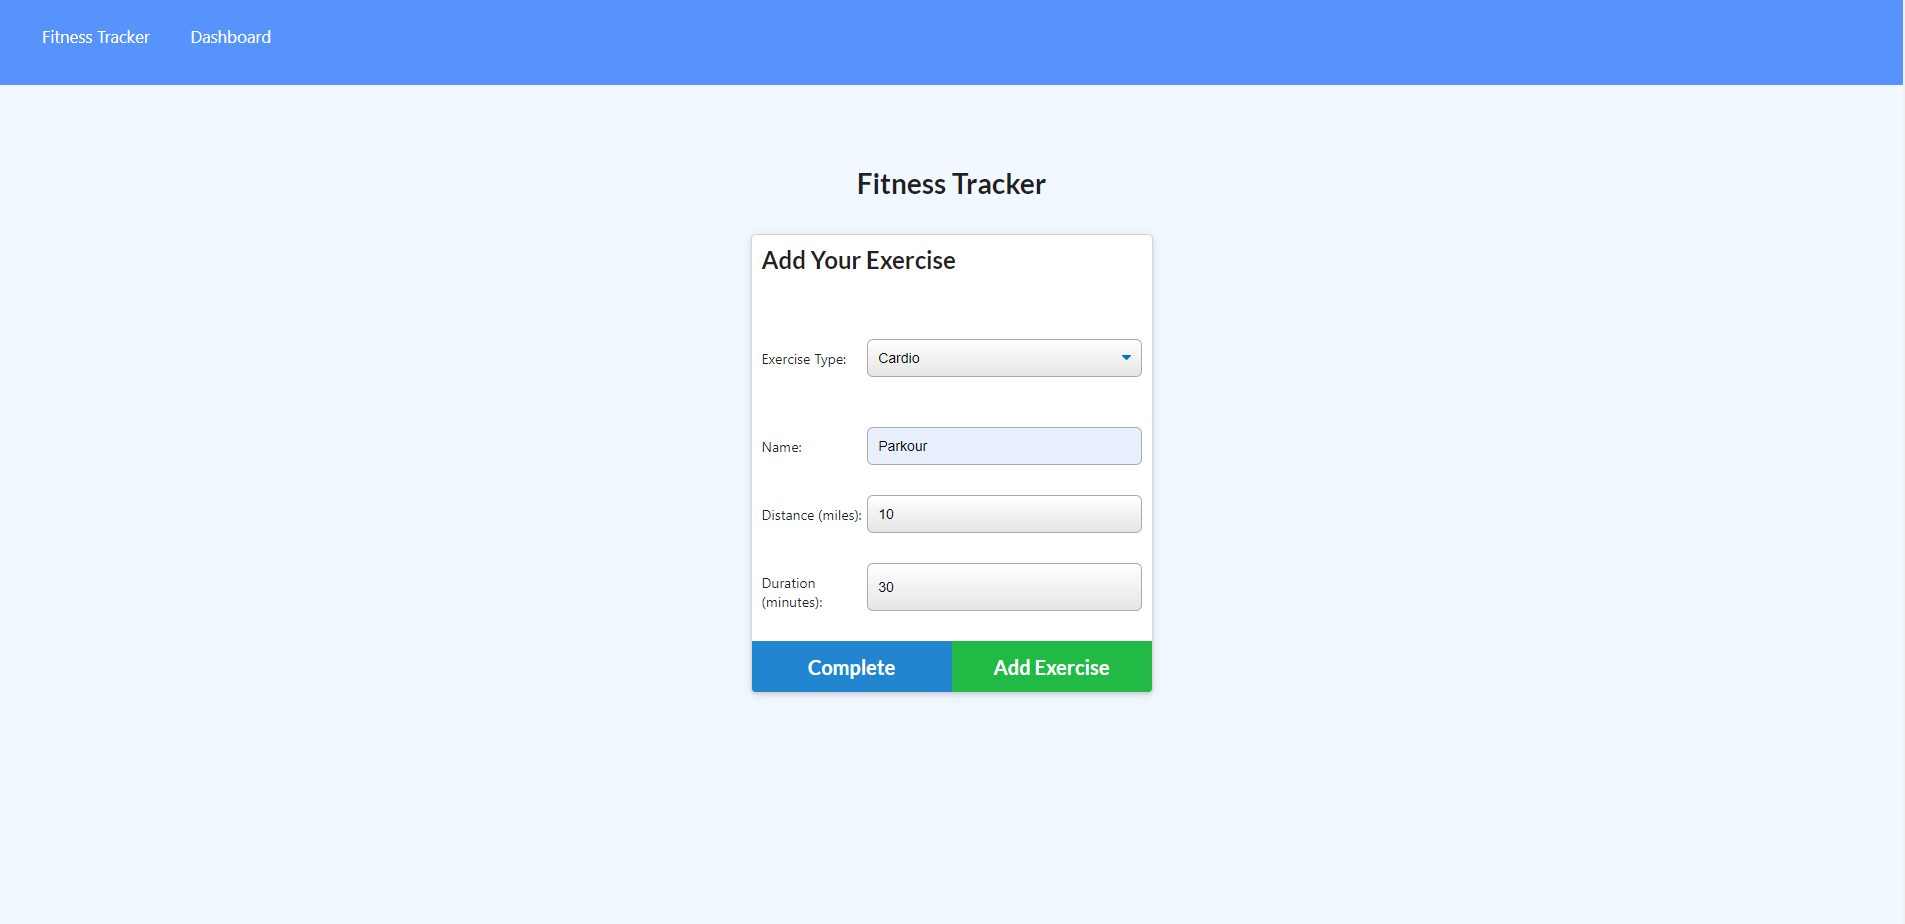 Fitness Tracker Dashboard
Fitness Tracker
Add Your Exercise
Exercise Type: Cardio
Name: Parkour
Distance (miles): 10
Duration
(minutes): 30
Complete Add Exercise